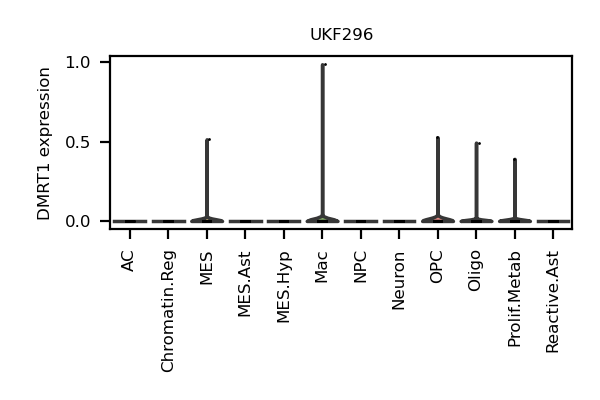 UKF296
DMRT1 expression
1.0
0.5
0.0
AC
Chromatin.Reg
MES
MES.Ast
MES.Hyp
Mac
NPC
Neuron
OPC
Oligo
Prolif.Metab
Reactive.Ast